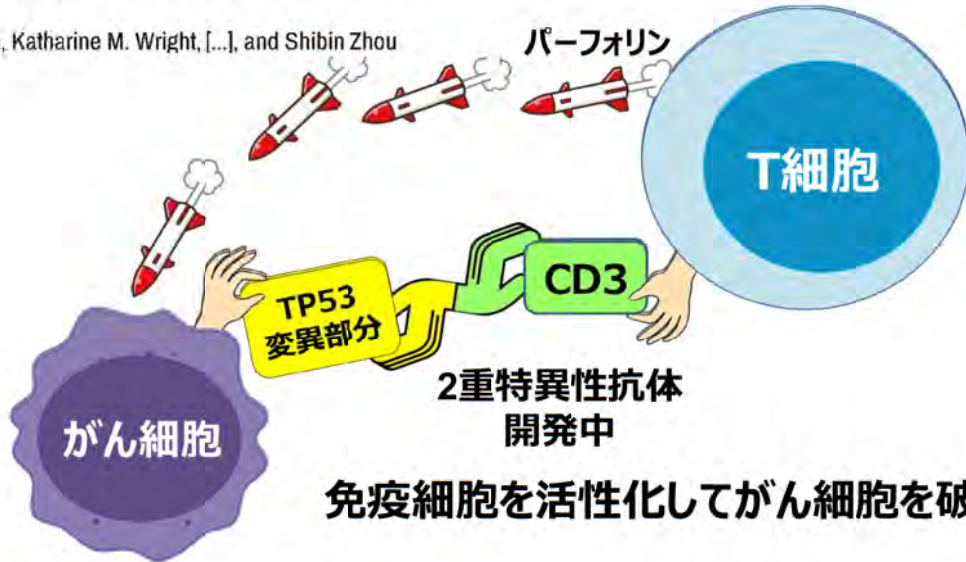 , Katharine M. Wright, [...], and Shibin Zhou
パーフォリン
T細胞
TP53
変異部分
CD3
2重特異性抗体
開発中
がん細胞
免疫細胞を活性化してがん細胞を破